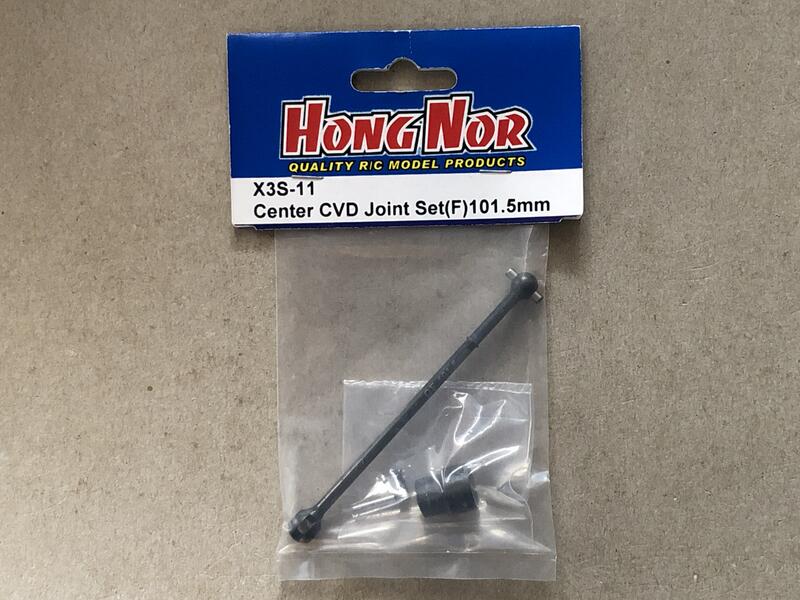 HONG NOR
QUALITY R/C MODEL PRODUCTS
X3S-11
Center CVD Joint Set(F)101.5mm